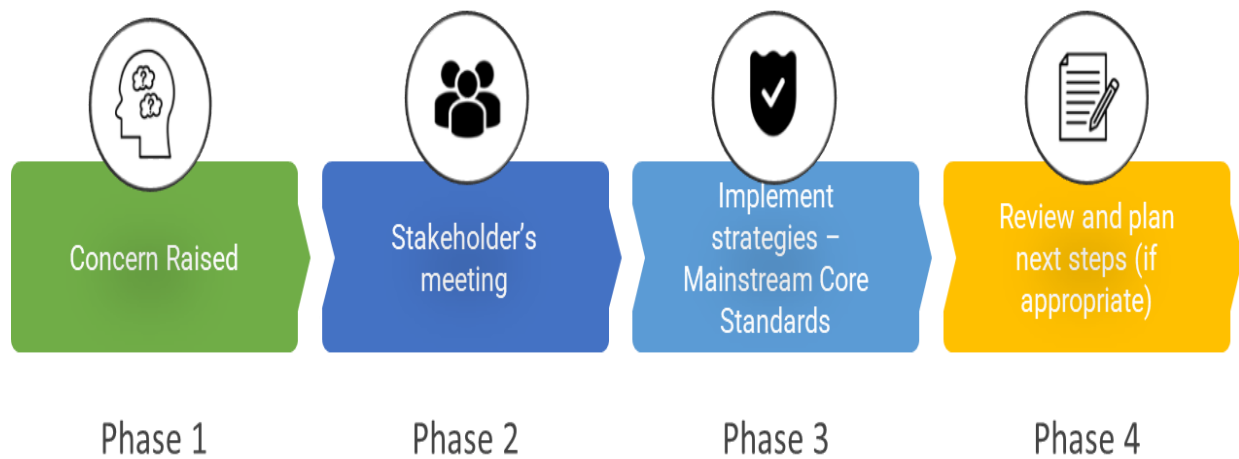 Concern Raised
Stakeholder’s
meeting
Implement
strategies –
Mainstream Core
Standards
Review and plan
next steps (if
appropriate)
Phase 1
Phase 2
Phase 3
Phase 4